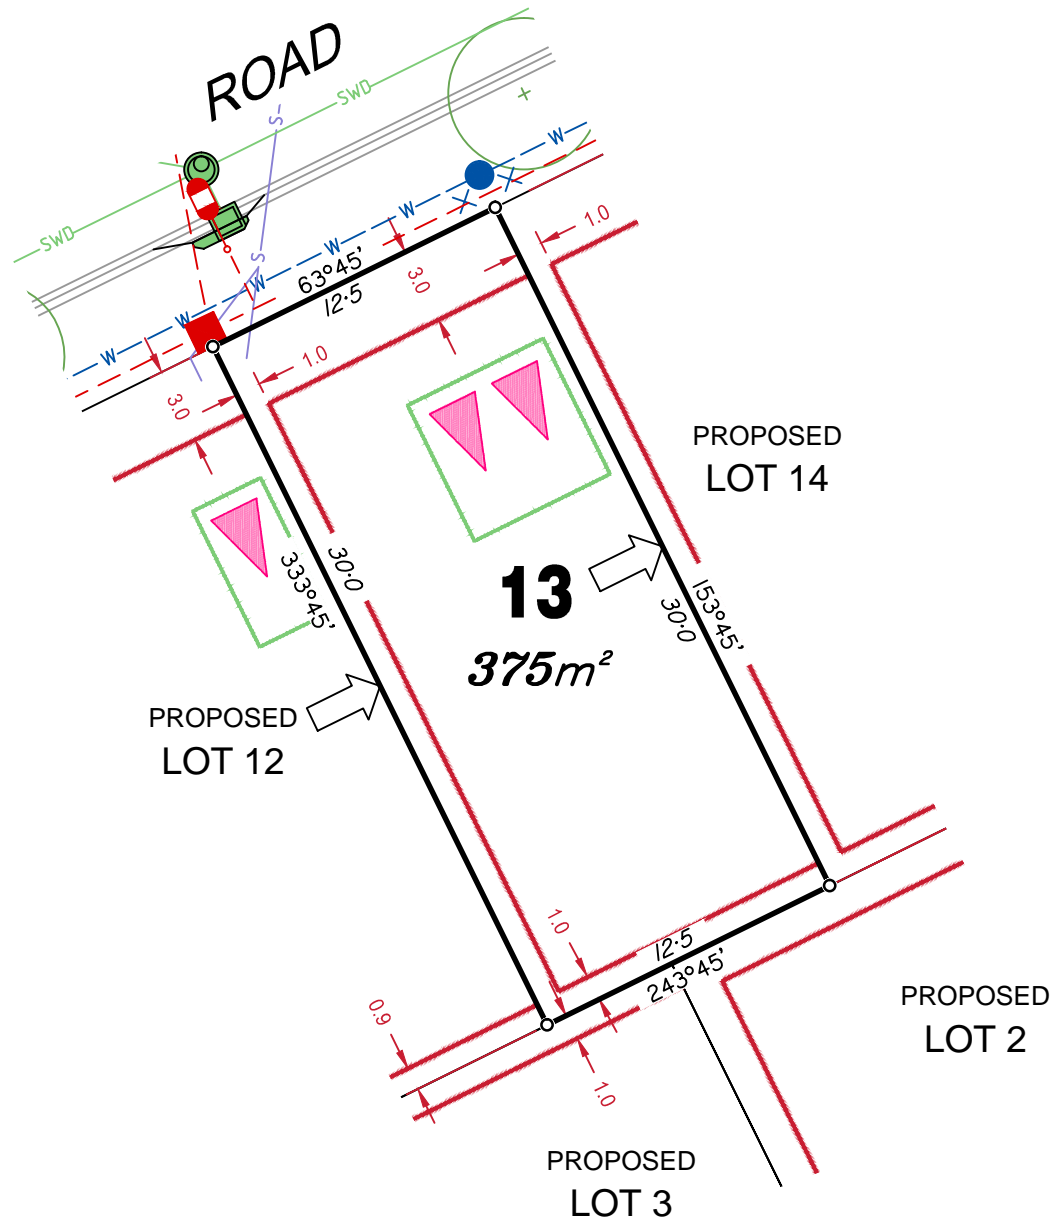 ROAD
SWD
S-
W
1.0
W
SWD
S
W
63°45'
12·5
3.0
W
W
1.0
W
3.0
PROPOSED
LOT 14
333°45'
30·0
13
30·0
153°45'
375m²
PROPOSED
LOT 12
1.0
12·5
243°45'
0.9
PROPOSED
LOT 2
1.0
PROPOSED
LOT 3